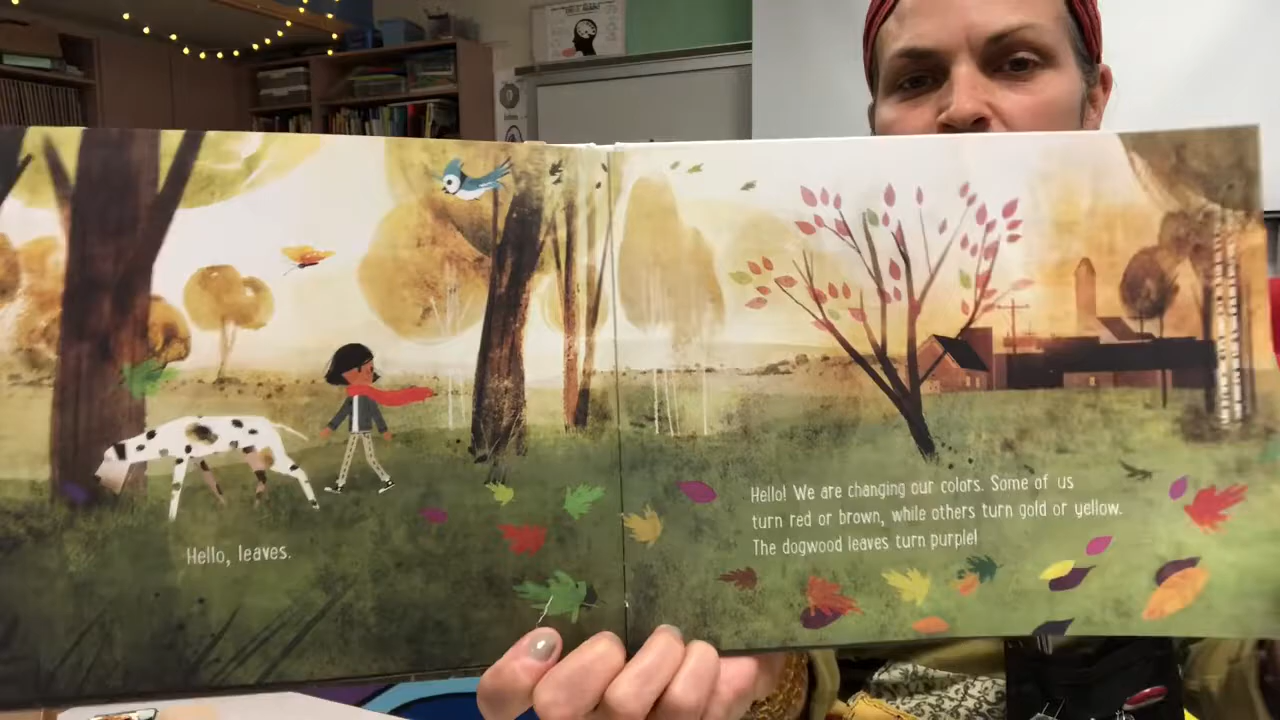 Hello, leaves.
Hello! We are changing our colors. Some of us
turn red or brown, while others turn gold or yellow.
The dogwood leaves turn purple!